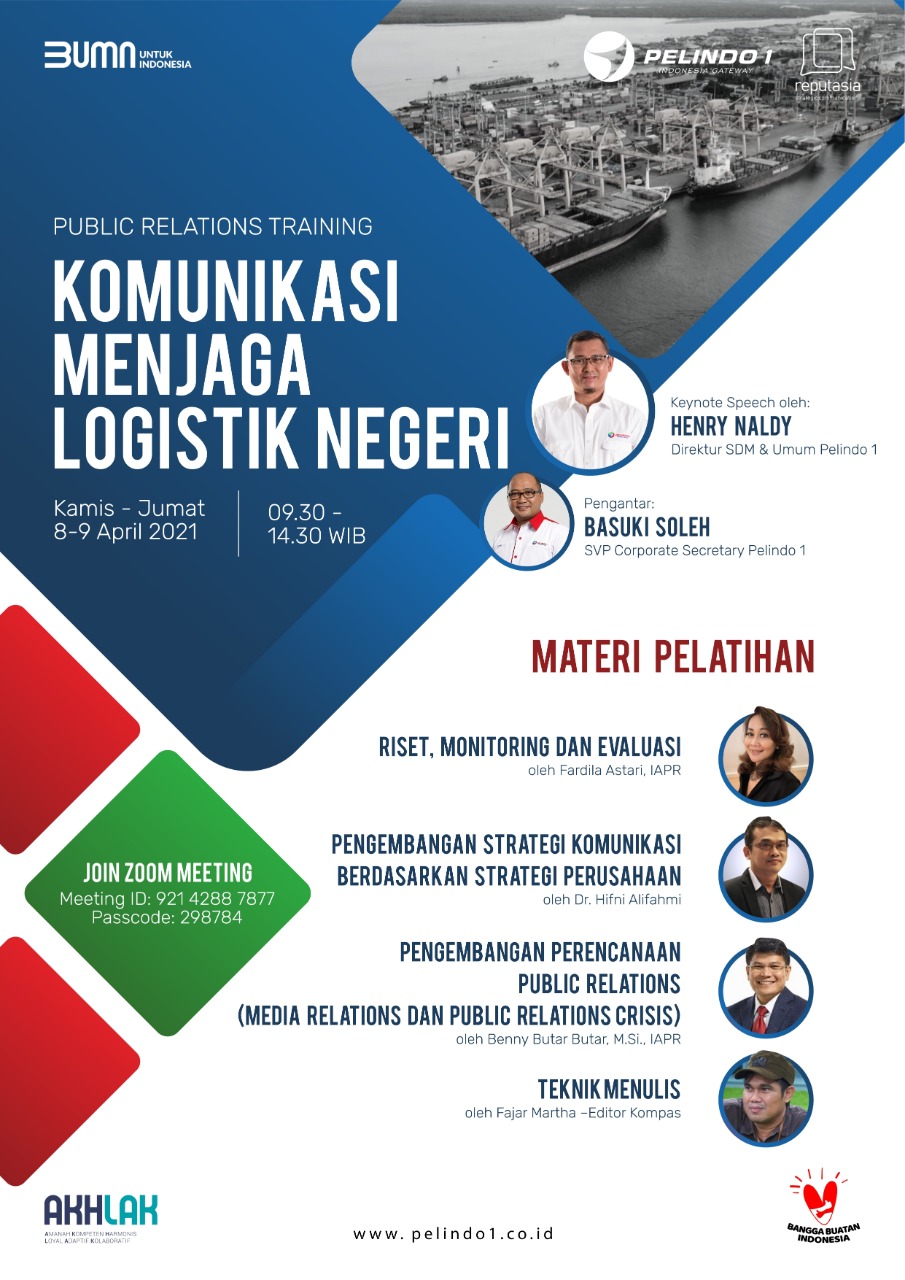 BUMN UNTUK
INDONESIA
PELINDO 1
INDONESIA GATEWAY
reputasia
PUBLIC RELATIONS TRAINING
KOMUNIKASI
MENJAGA
LOGISTIK NEGERI
Kamis - Jumat
8-9 April 2021
09.30 -
14.30 WIB
Keynote Speech oleh:
HENRY NALDY
Direktur SDM & Umum Pelindo 1
Pengantar:
BASUKI SOLEH
SVP Corporate Secretary Pelindo 1
MATERI PELATIHAN
RISET, MONITORING DAN EVALUASI
oleh Fardila Astari, IAPR
PENGEMBANGAN STRATEGI KOMUNIKASI
BERDASARKAN STRATEGI PERUSAHAAN
oleh Dr. Hifni Alifahmi
PENGEMBANGAN PERENCANAAN
PUBLIC RELATIONS
(MEDIA RELATIONS DAN PUBLIC RELATIONS CRISIS)
oleh Benny Butar Butar, M.Si., IAPR
TEKNIK MENULIS
oleh Fajar Martha –Editor Kompas
JOIN ZOOM MEETING
Meeting ID: 921 4288 7877
Passcode: 298784
AKHLAK
AMANAH KOMPETEN HARMONIS
LOYAL ADAPTIF KOLABORATIF
www. pelindo1.co.id
BANGGA BUATAN
INDONESIA